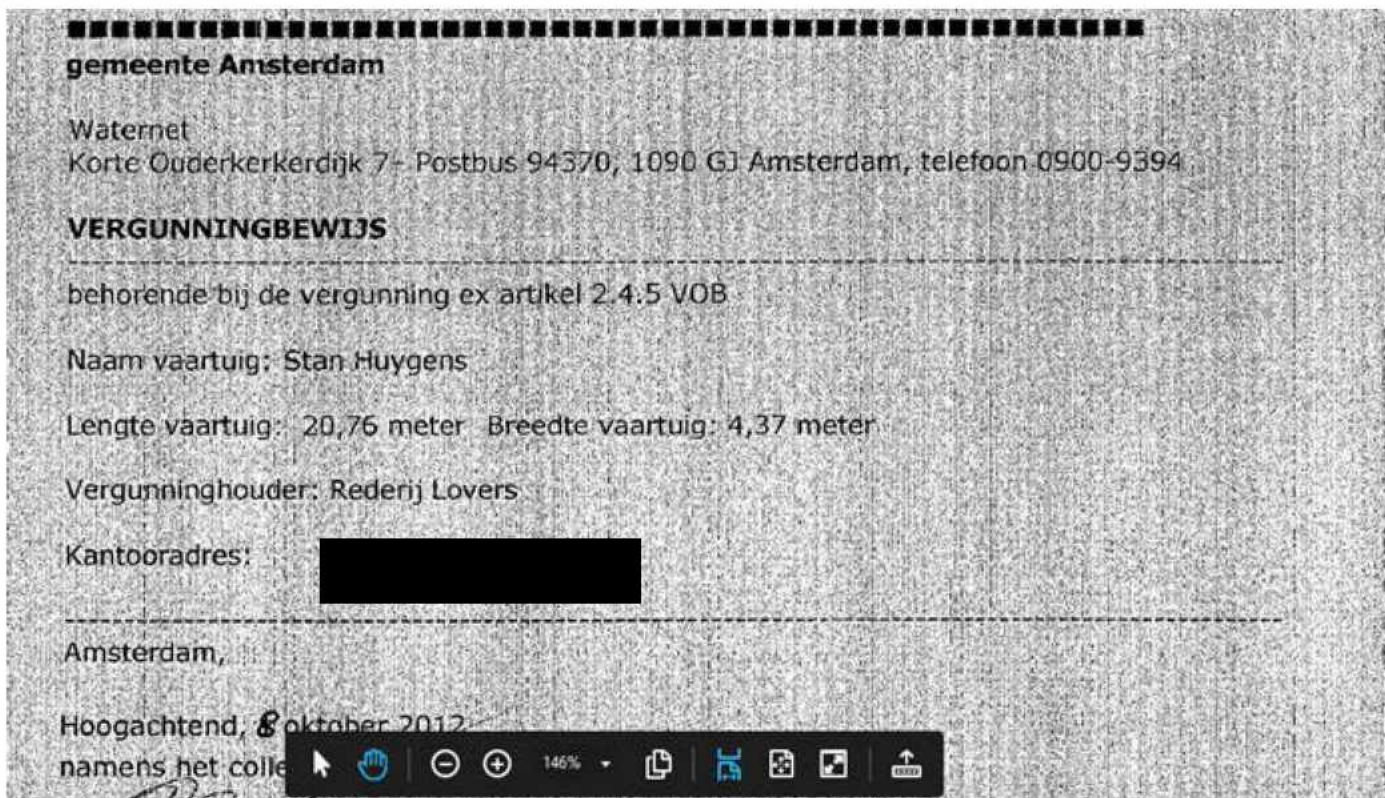 gemeente Amsterdam
Waternet
Korte Ouderkerkerdijk 7- Postbus 94370, 1090 GJ Amsterdam, telefoon 0900-9394
VERGUNNINGBEWIJS
behorende bij de vergunning ex artikel 2.4.5 VOB
Naam vaartuig: Stan Huygens
Lengte vaartuig: 20,76 meter Breedte vaartuig: 4,37 meter
Vergunninghouder: Rederij Lovers
Kantooradres:
Amsterdam,
Hoogachtend, 8 oktober 2012
namens het colle
146%